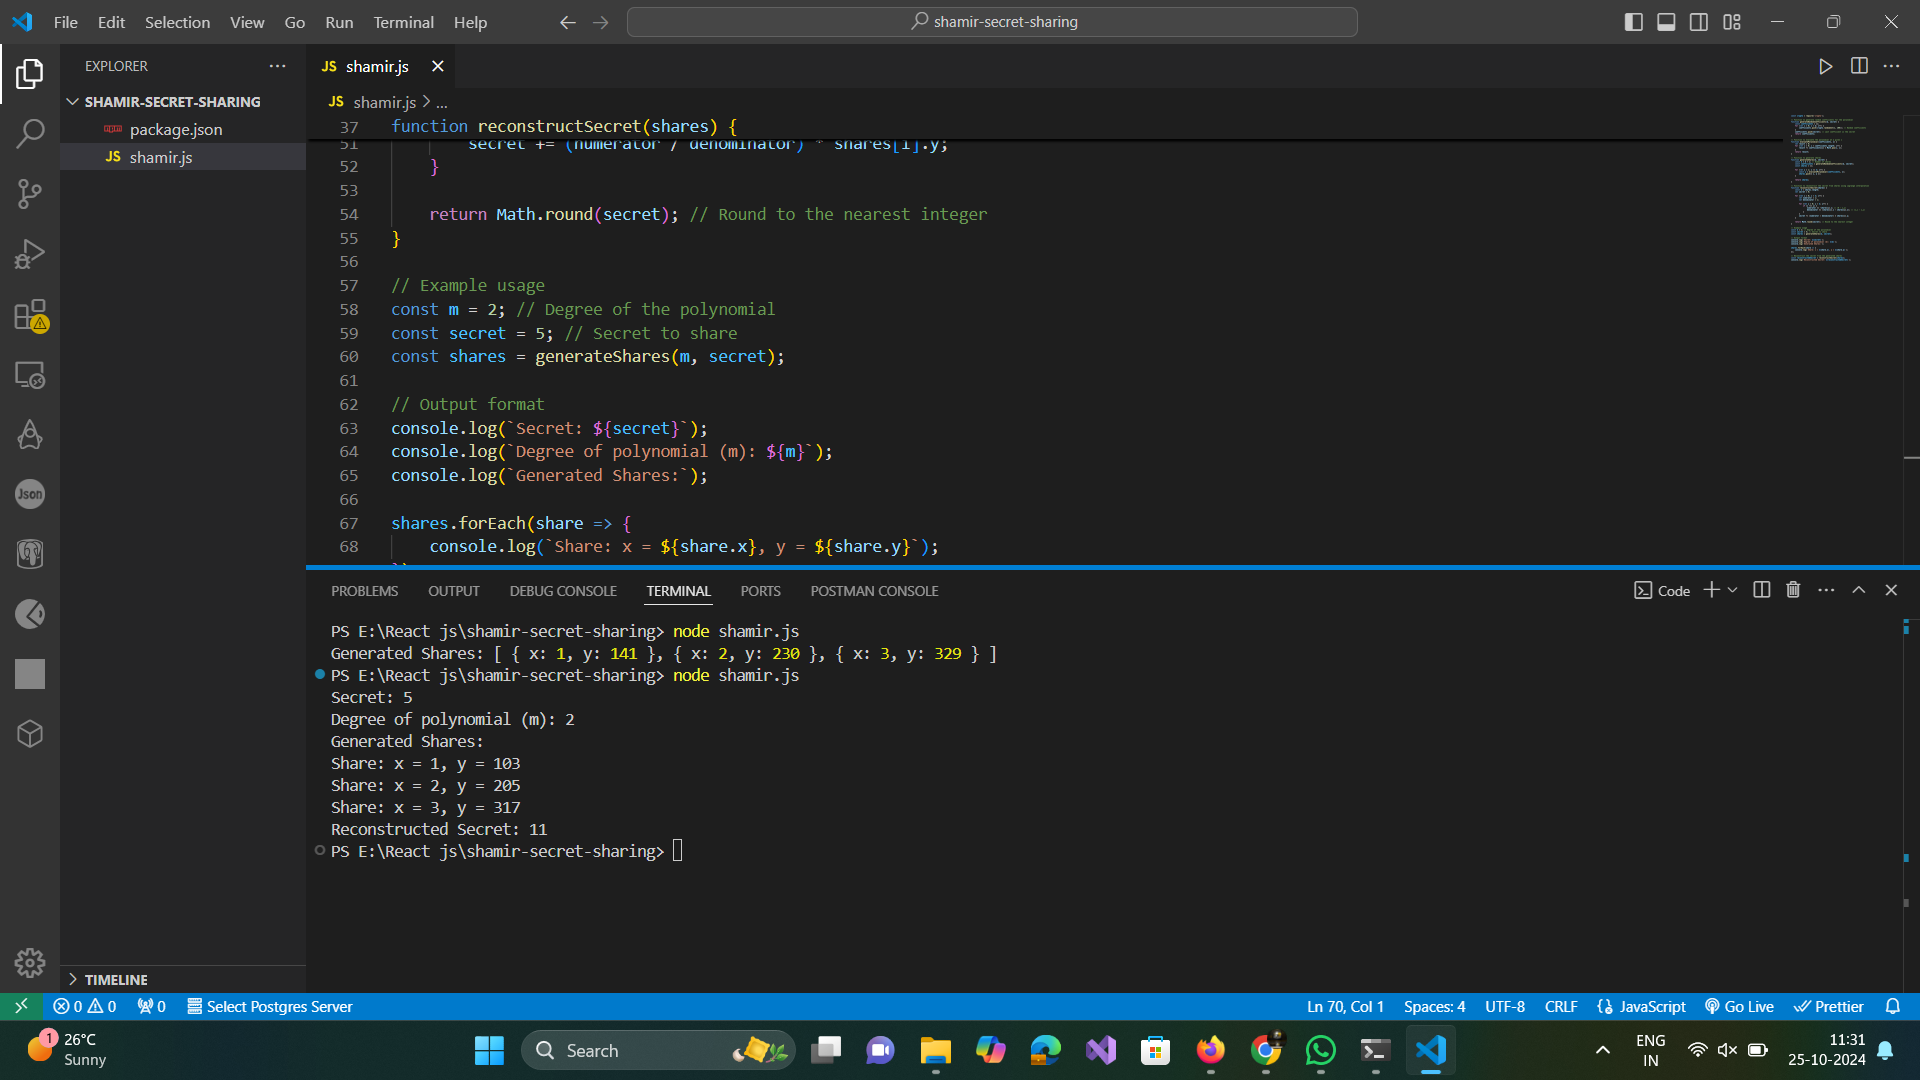 File Edit Selection View Go Run Terminal Help
shamir-secret-sharing
EXPLORER
SHAMIR-SECRET-SHARING
package.json
JS shamir.js
JS shamir.js
JS shamir.js > ...
37 function reconstructSecret(shares) {
51 secret += (numerator / denominator) * shares[i].y;
52 }
53
54 return Math.round(secret); // Round to the nearest integer
55 }
56
57 // Example usage
58 const m = 2; // Degree of the polynomial
59 const secret = 5; // Secret to share
60 const shares = generateShares(m, secret);
61
62 // Output format
63 console.log(`Secret: ${secret}`);
64 console.log(`Degree of polynomial (m): ${m}`);
65 console.log(`Generated Shares:`);
66
67 shares.forEach(share => {
68 console.log(`Share: x = ${share.x}, y = ${share.y}`);
PROBLEMS OUTPUT DEBUG CONSOLE TERMINAL PORTS POSTMAN CONSOLE
Code
PS E:\React js\shamir-secret-sharing> node shamir.js
Generated Shares: [ { x: 1, y: 141 }, { x: 2, y: 230 }, { x: 3, y: 329 } ]
PS E:\React js\shamir-secret-sharing> node shamir.js
Secret: 5
Degree of polynomial (m): 2
Generated Shares:
Share: x = 1, y = 103
Share: x = 2, y = 205
Share: x = 3, y = 317
Reconstructed Secret: 11
PS E:\React js\shamir-secret-sharing>
Json
TIMELINE
0 0 0 Select Postgres Server
Ln 70, Col 1 Spaces: 4 UTF-8 CRLF {} JavaScript Go Live Prettier
1 26°C
Sunny
Search
ENG
IN
11:31
25-10-2024